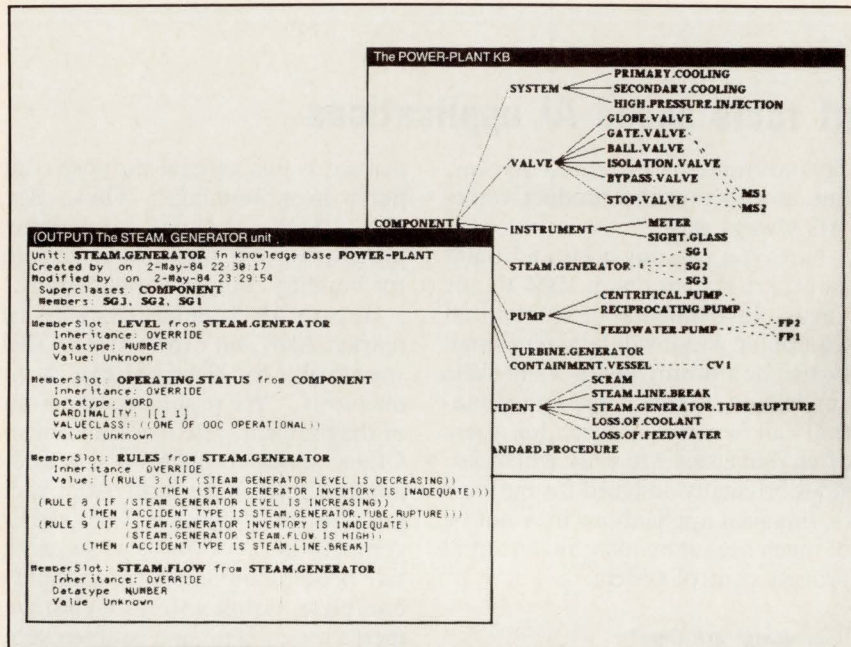 The POWER-PLANT KB
PRIMARY.COOLING
SYSTEM
SECONDARY.COOLING
HIGH.PRESSURE.INJECTION
GLOBE.VALVE
GATE.VALVE
VALVE
BALL.VALVE
ISOLATION.VALVE
BYPASS.VALVE
MS1
STOP.VALVE
MS2
COMPONENT
METER
INSTRUMENT
SIGHT.GLASS
SG1
STEAM.GENERATOR
SG2
SG3
CENTRIFICAL.PUMP
PUMP
RECIPROCATING.PUMP
FP2
FEEDWATER.PUMP
FP1
TURBINE.GENERATOR
CONTAINMENT.VESSEL
CV1
SCRAM
STEAM.LINE.BREAK
CIDENT
STEAM.GENERATOR.TUBE.RUPTURE
LOSS.OF.COOLANT
LOSS.OF.FEEDWATER
ANDARD.PROCEDURE
(OUTPUT) The STEAM. GENERATOR unit
Unit: STEAM.GENERATOR in knowledge base POWER-PLANT
Created by on 2-May-84 22:30:17
Modified by on 2-May-84 23:29:54
Superclasses: COMPONENT
Members: SG3, SG2, SG1
MemberSlot: LEVEL from STEAM.GENERATOR
Inheritance: OVERRIDE
Datatype: NUMBER
Value: Unknown
MemberSlot: OPERATING.STATUS from COMPONENT
Inheritance: OVERRIDE
Datatype: WORD
CARDINALITY: [[1 1]
VALUECLASS: ((ONE OF OOC OPERATIONAL))
Value: Unknown
MemberSlot: RULES from STEAM.GENERATOR
Inheritance OVERRIDE
Value: [(RULE 3 (IF (STEAM GENERATOR LEVEL IS DECREASING))
(THEN (STEAM GENERATOR INVENTORY IS INADEQUATE)))
(RULE 8 (IF (STEAM GENERATOR LEVEL IS INCREASING))
(THEN (ACCIDENT TYPE IS STEAM.GENERATOR.TUBE.RUPTURE)))
(RULE 9 (IF (STEAM.GENERATOR INVENTORY IS INADEQUATE)
(STEAM.GENERATOR STEAM.FLOW IS HIGH))
(THEN (ACCIDENT TYPE IS STEAM.LINE.BREAK]
MemberSlot: STEAM.FLOW from STEAM.GENERATOR
Inheritance: OVERRIDE
Datatype NUMBER
Value Unknown